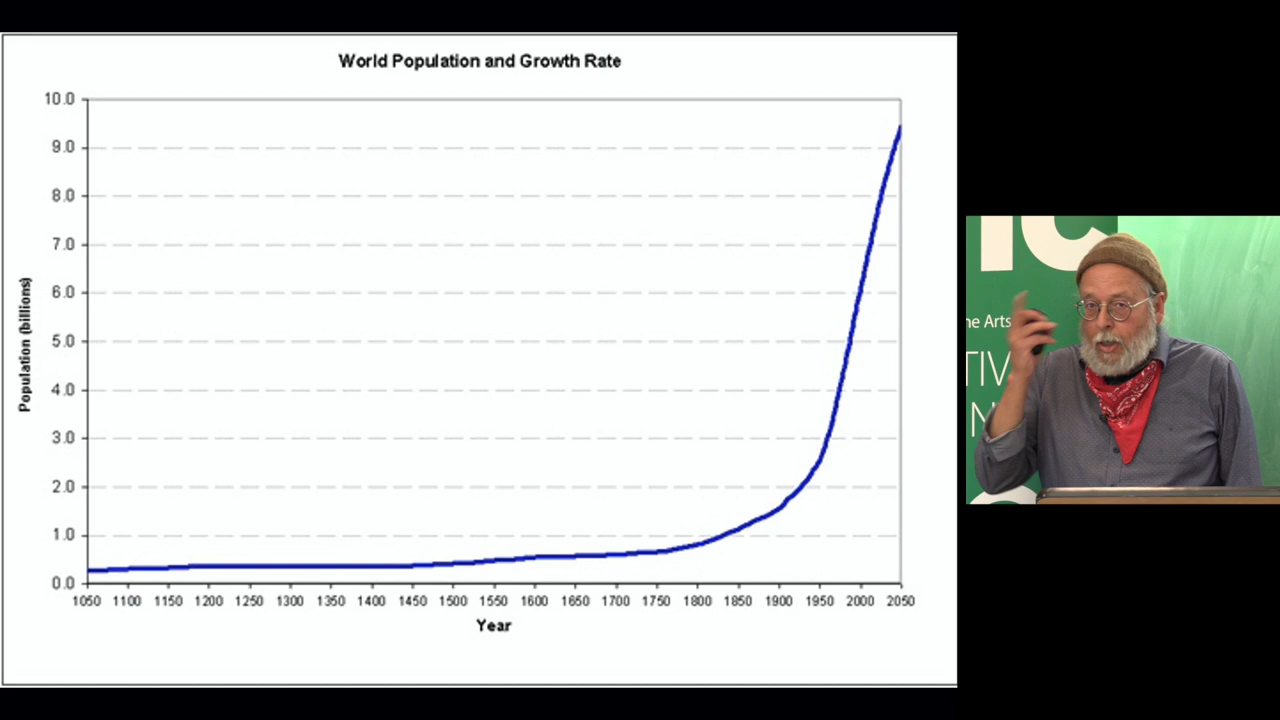 World Population and Growth Rate
10.0
9.0
8.0
7.0
6.0
5.0
4.0
3.0
2.0
1.0
0.0
Population (billions)
1050 1100 1150 1200 1250 1300 1350 1400 1450 1500 1550 1600 1650 1700 1750 1800 1850 1900 1950 2000 2050
Year
Arts